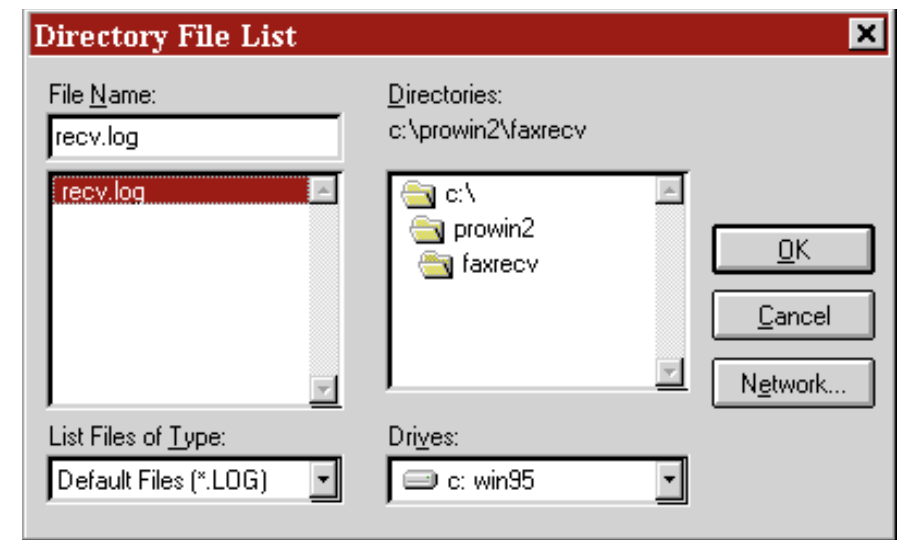 Directory File List
File Name:
recv.log
recv.log
List Files of Type:
Default Files (*.LOG)
Directories:
c:\prowin2\faxrecv
c:\
prowin2
faxrecv
Drives:
c: win95
OK
Cancel
Network...